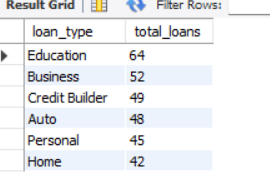 Result Grid Filter Rows:
loan_type total_loans
Education 64
Business 52
Credit Builder 49
Auto 48
Personal 45
Home 42